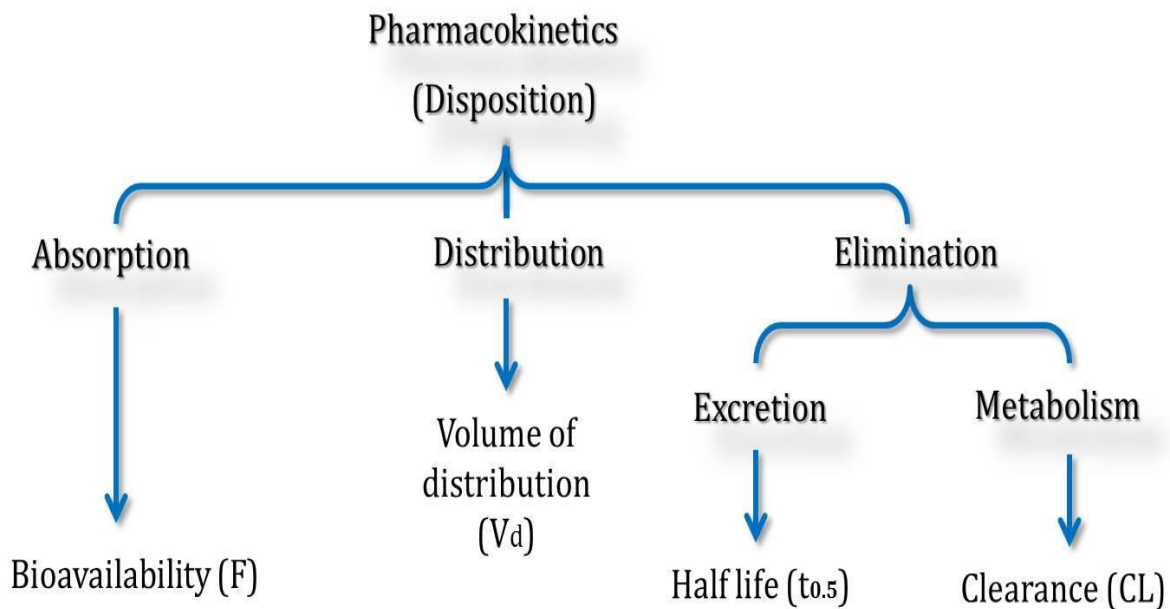 Pharmacokinetics
(Disposition)
Absorption
Distribution
Elimination
Excretion
Metabolism
Volume of
distribution
(Vd)
Bioavailability (F)
Half life (t0.5)
Clearance (CL)